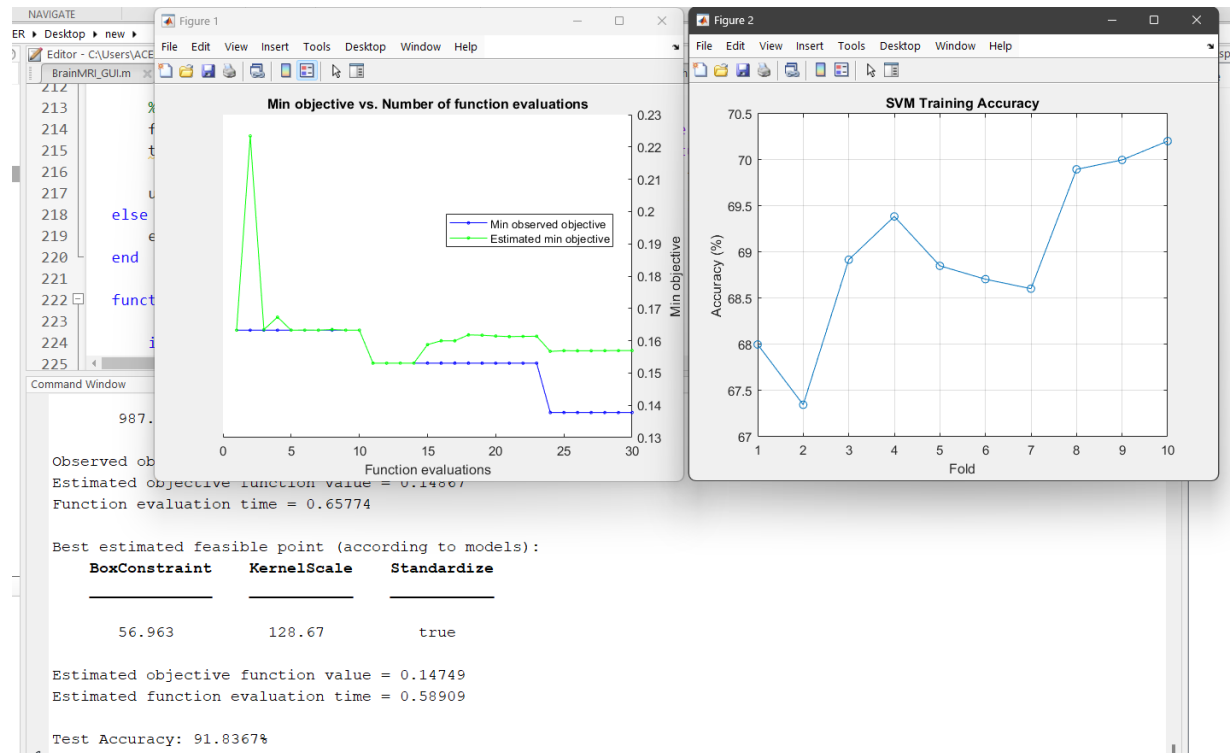 NAVIGATE
ER ▸ Desktop ▸ new ▸
Editor - C:\Users\ACE
BrainMRI_GUI.m
212
213 %
214 f
215 t
216
217 u
218 else
219 e
220 end
221
222 funct
223
224 i
225
Figure 1
File Edit View Insert Tools Desktop Window Help
Min objective vs. Number of function evaluations
Min observed objective
Estimated min objective
0.23
0.22
0.21
0.2
0.19
0.18
0.17
0.16
0.15
0.14
0.13
Min objective
0 5 10 15 20 25 30
Function evaluations
Figure 2
File Edit View Insert Tools Desktop Window Help
SVM Training Accuracy
70.5
70
69.5
69
68.5
68
67.5
67
Accuracy (%)
1 2 3 4 5 6 7 8 9 10
Fold
Command Window
987.
Observed ob
Estimated objective function value = 0.14867
Function evaluation time = 0.65774
Best estimated feasible point (according to models):
BoxConstraint KernelScale Standardize
56.963 128.67 true
Estimated objective function value = 0.14749
Estimated function evaluation time = 0.58909
Test Accuracy: 91.8367%